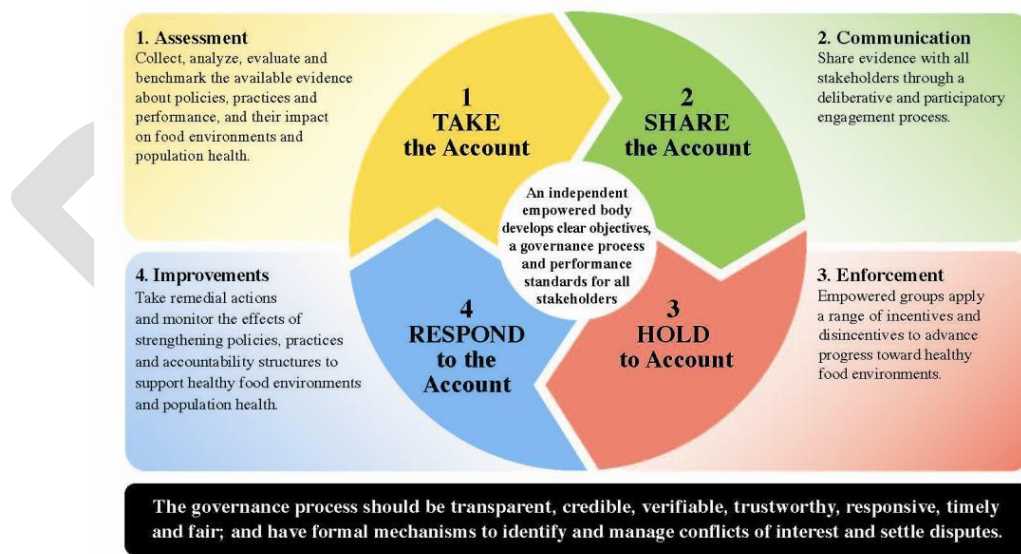 1. Assessment
Collect, analyze, evaluate and
benchmark the available evidence
about policies, practices and
performance, and their impact
on food environments and
population health.
1
TAKE
the Account
2
SHARE
the Account
2. Communication
Share evidence with all
stakeholders through a
deliberative and participatory
engagement process.
An independent
empowered body
develops clear objectives,
a governance process
and performance
standards for all
stakeholders
4. Improvements
Take remedial actions
and monitor the effects of
strengthening policies, practices
and accountability structures to
support healthy food environments
and population health.
4
RESPOND
to the
Account
3
HOLD
to Account
3. Enforcement
Empowered groups apply
a range of incentives and
disincentives to advance
progress toward healthy
food environments.
The governance process should be transparent, credible, verifiable, trustworthy, responsive, timely
and fair; and have formal mechanisms to identify and manage conflicts of interest and settle disputes.